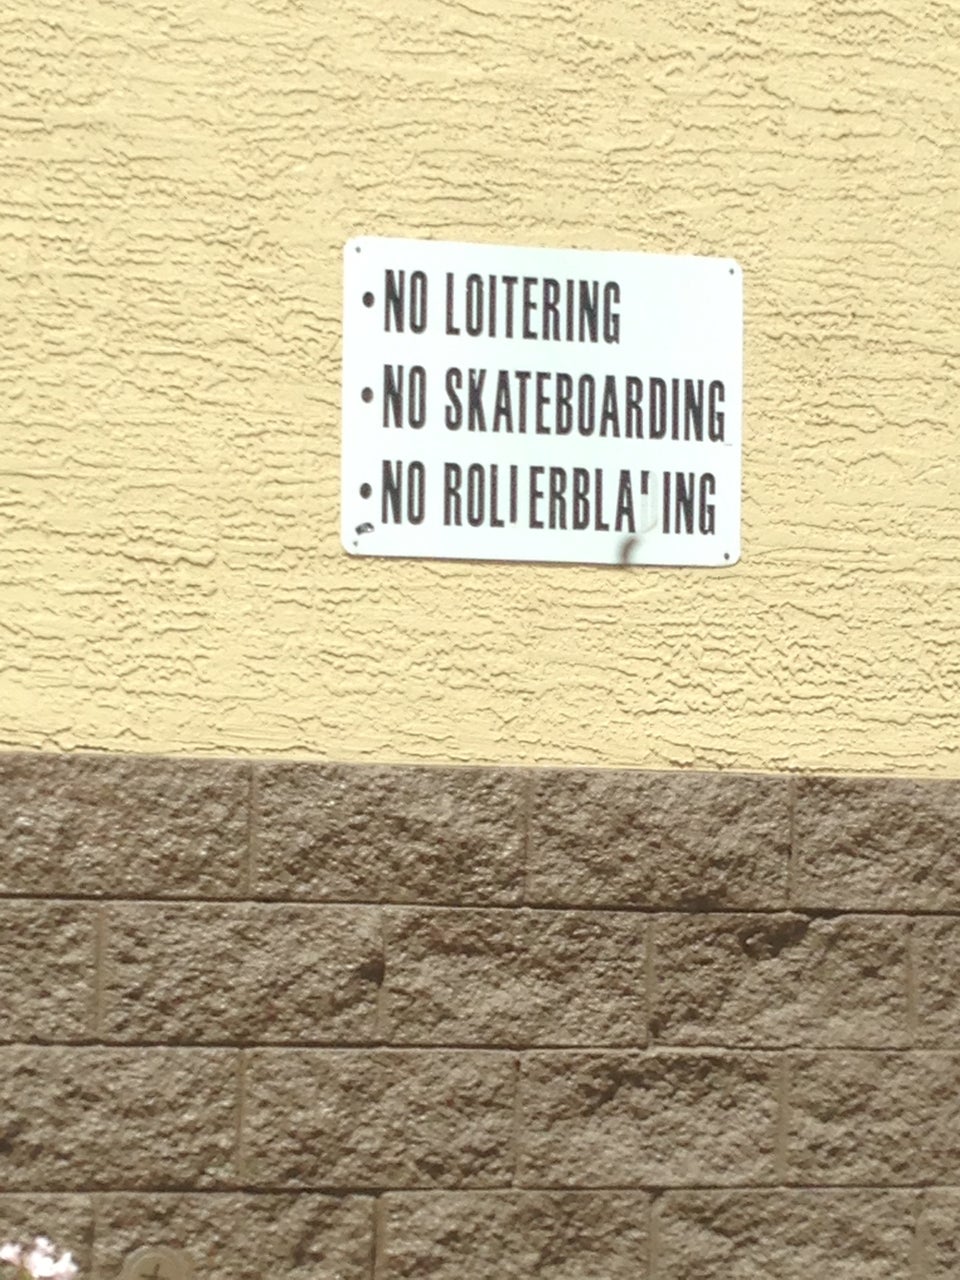 •NO LOITERING
•NO SKATEBOARDING
•NO ROLLERBLADING